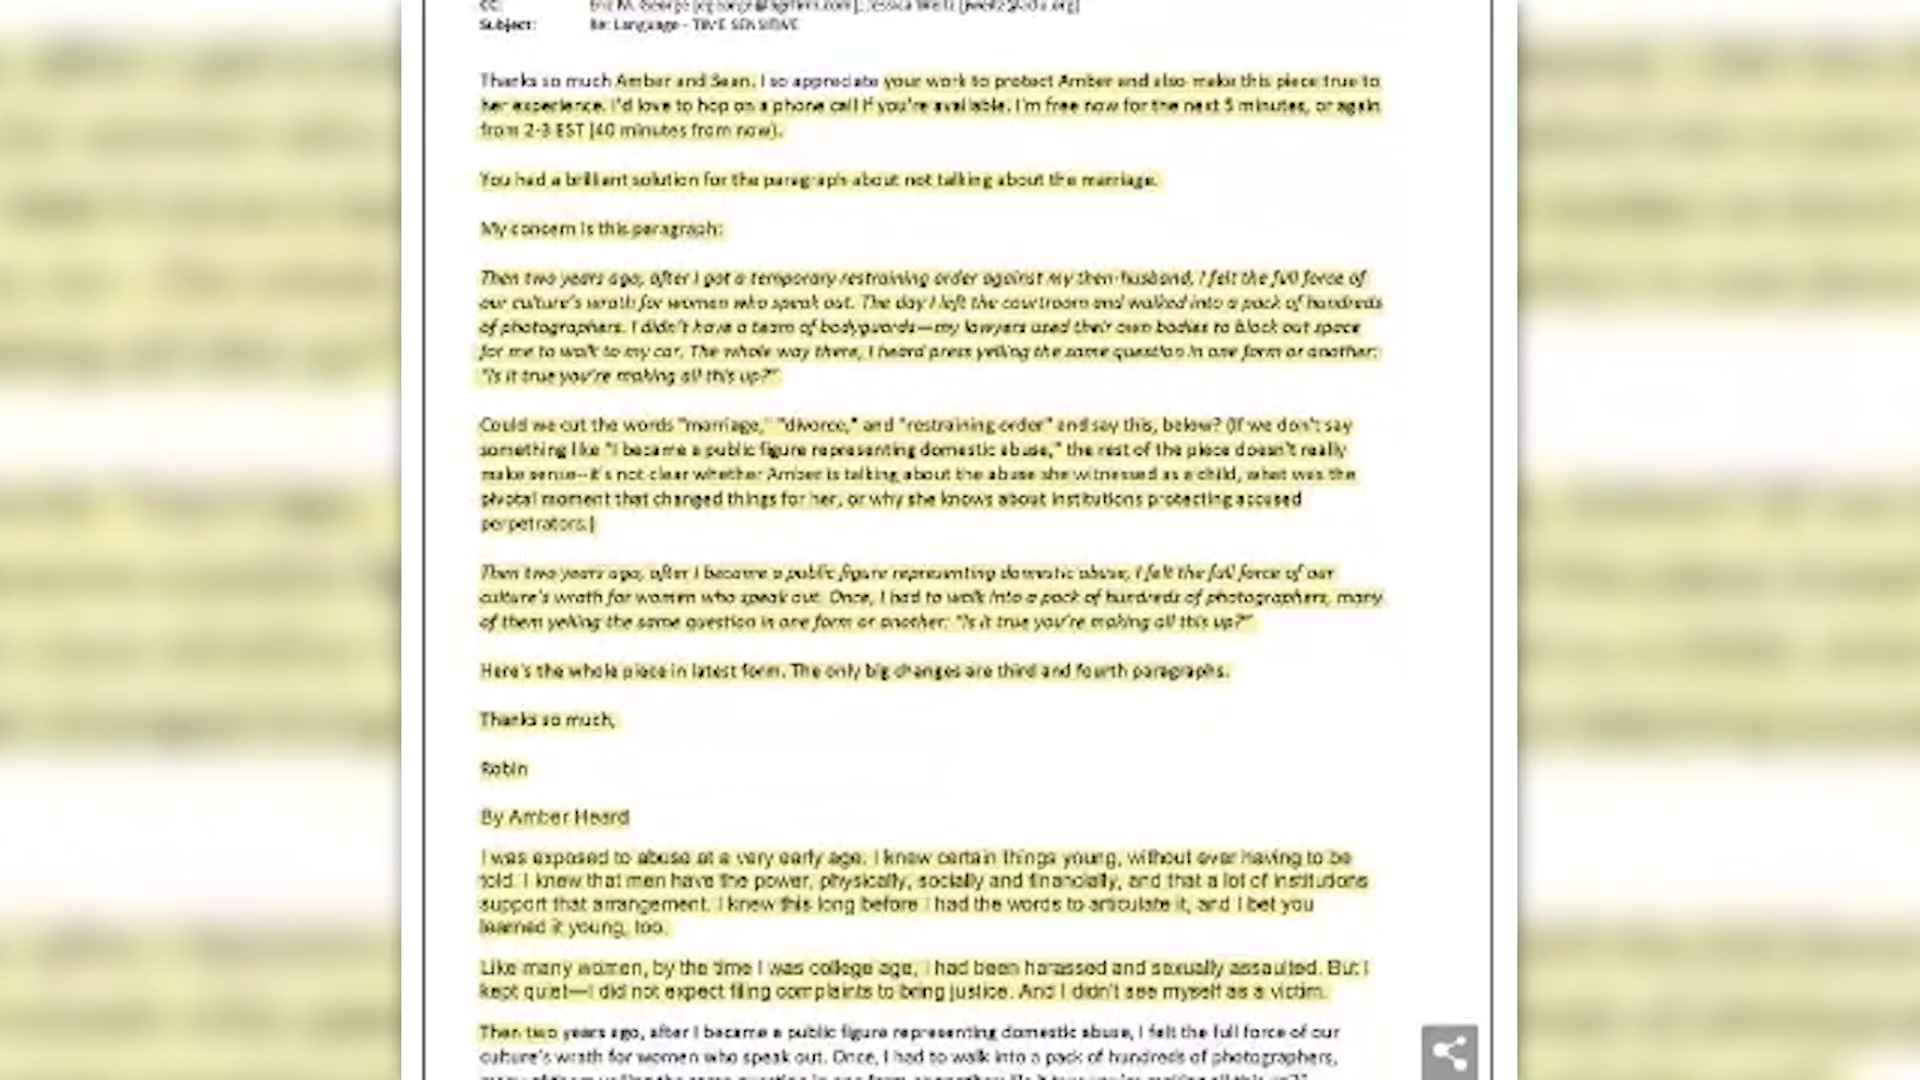 CC:
Subject: Re: Language - TIME SENSITIVE
Thanks so much Amber and Sean. I so appreciate your work to protect Amber and also make this piece true to
her experience. I'd love to hop on a phone call if you're available. I'm free now for the next 5 minutes, or again
from 2-3 EST (40 minutes from now).
You had a brilliant solution for the paragraph about not talking about the marriage.
My concern is this paragraph:
Then two years ago, after I got a temporary restraining order against my then-husband, I felt the full force of
our culture's wrath for women who speak out. The day I left the courtroom and walked into a pack of hundreds
of photographers. I didn't have a team of bodyguards—my lawyers used their own bodies to block out space
for me to walk to my car. The whole way there, I heard press yelling the same question in one form or another:
"Is it true you're making all this up?"
Could we cut the words "marriage," "divorce," and "restraining order" and say this, below? (If we don't say
something like "I became a public figure representing domestic abuse," the rest of the piece doesn't really
make sense--it's not clear whether Amber is talking about the abuse she witnessed as a child, what was the
pivotal moment that changed things for her, or why she knows about institutions protecting accused
perpetrators.)
Then two years ago, after I became a public figure representing domestic abuse, I felt the full force of our
culture's wrath for women who speak out. Once, I had to walk into a pack of hundreds of photographers, many
of them yelling the same question in one form or another: "Is it true you're making all this up?"
Here's the whole piece in latest form. The only big changes are third and fourth paragraphs.
Thanks so much,
Robin
By Amber Heard
I was exposed to abuse at a very early age. I knew certain things young, without ever having to be
told. I knew that men have the power, physically, socially and financially, and that a lot of institutions
support that arrangement. I knew this long before I had the words to articulate it, and I bet you
learned it young, too.
Like many women, by the time I was college age, I had been harassed and sexually assaulted. But I
kept quiet—I did not expect filing complaints to bring justice. And I didn't see myself as a victim.
Then two years ago, after I became a public figure representing domestic abuse, I felt the full force of our
culture's wrath for women who speak out. Once, I had to walk into a pack of hundreds of photographers,